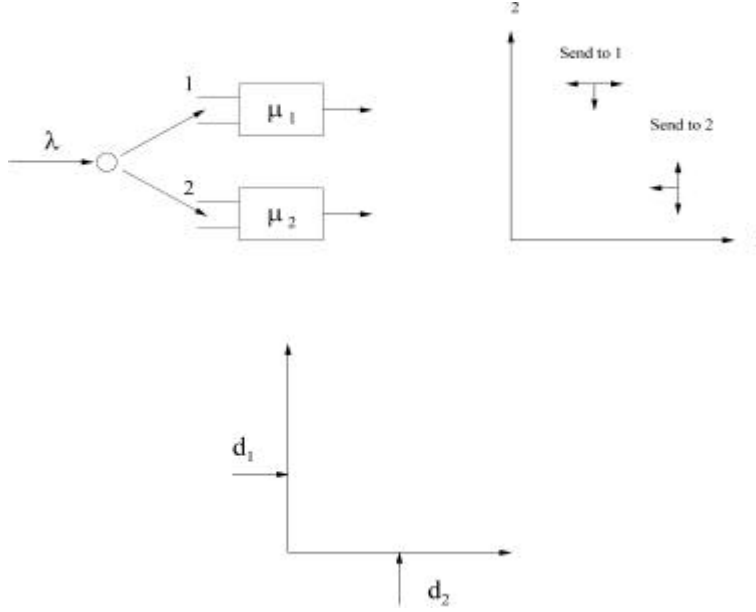 2
Send to 1
1
μ 1
Send to 2
λ
2
μ 2
d1
d2